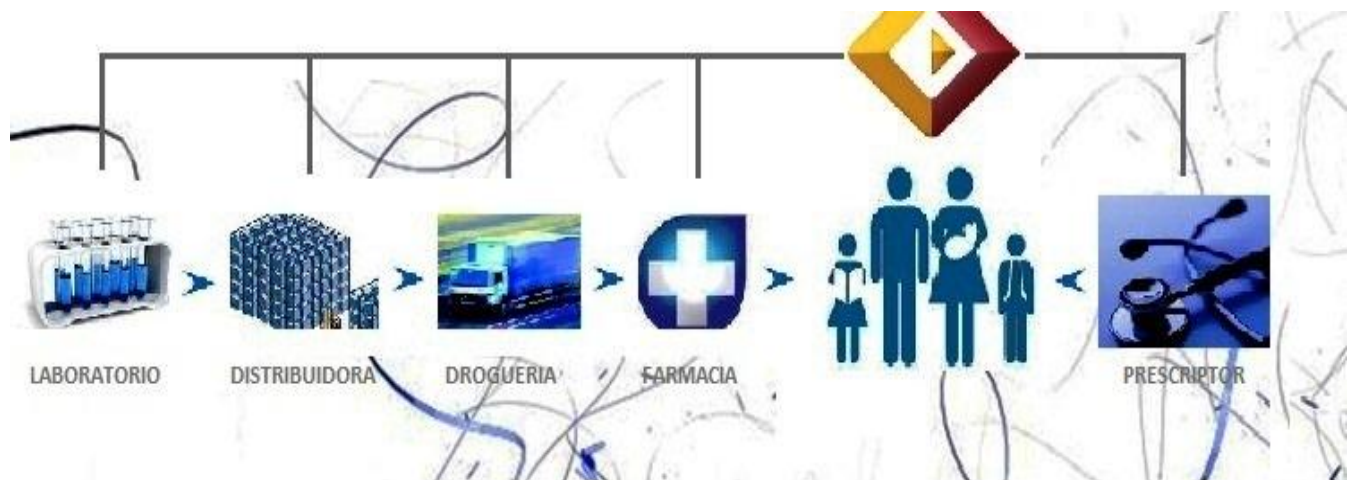 LABORATORIO
DISTRIBUIDORA
DROGUERIA
FARMACIA
PRESCRIPTOR